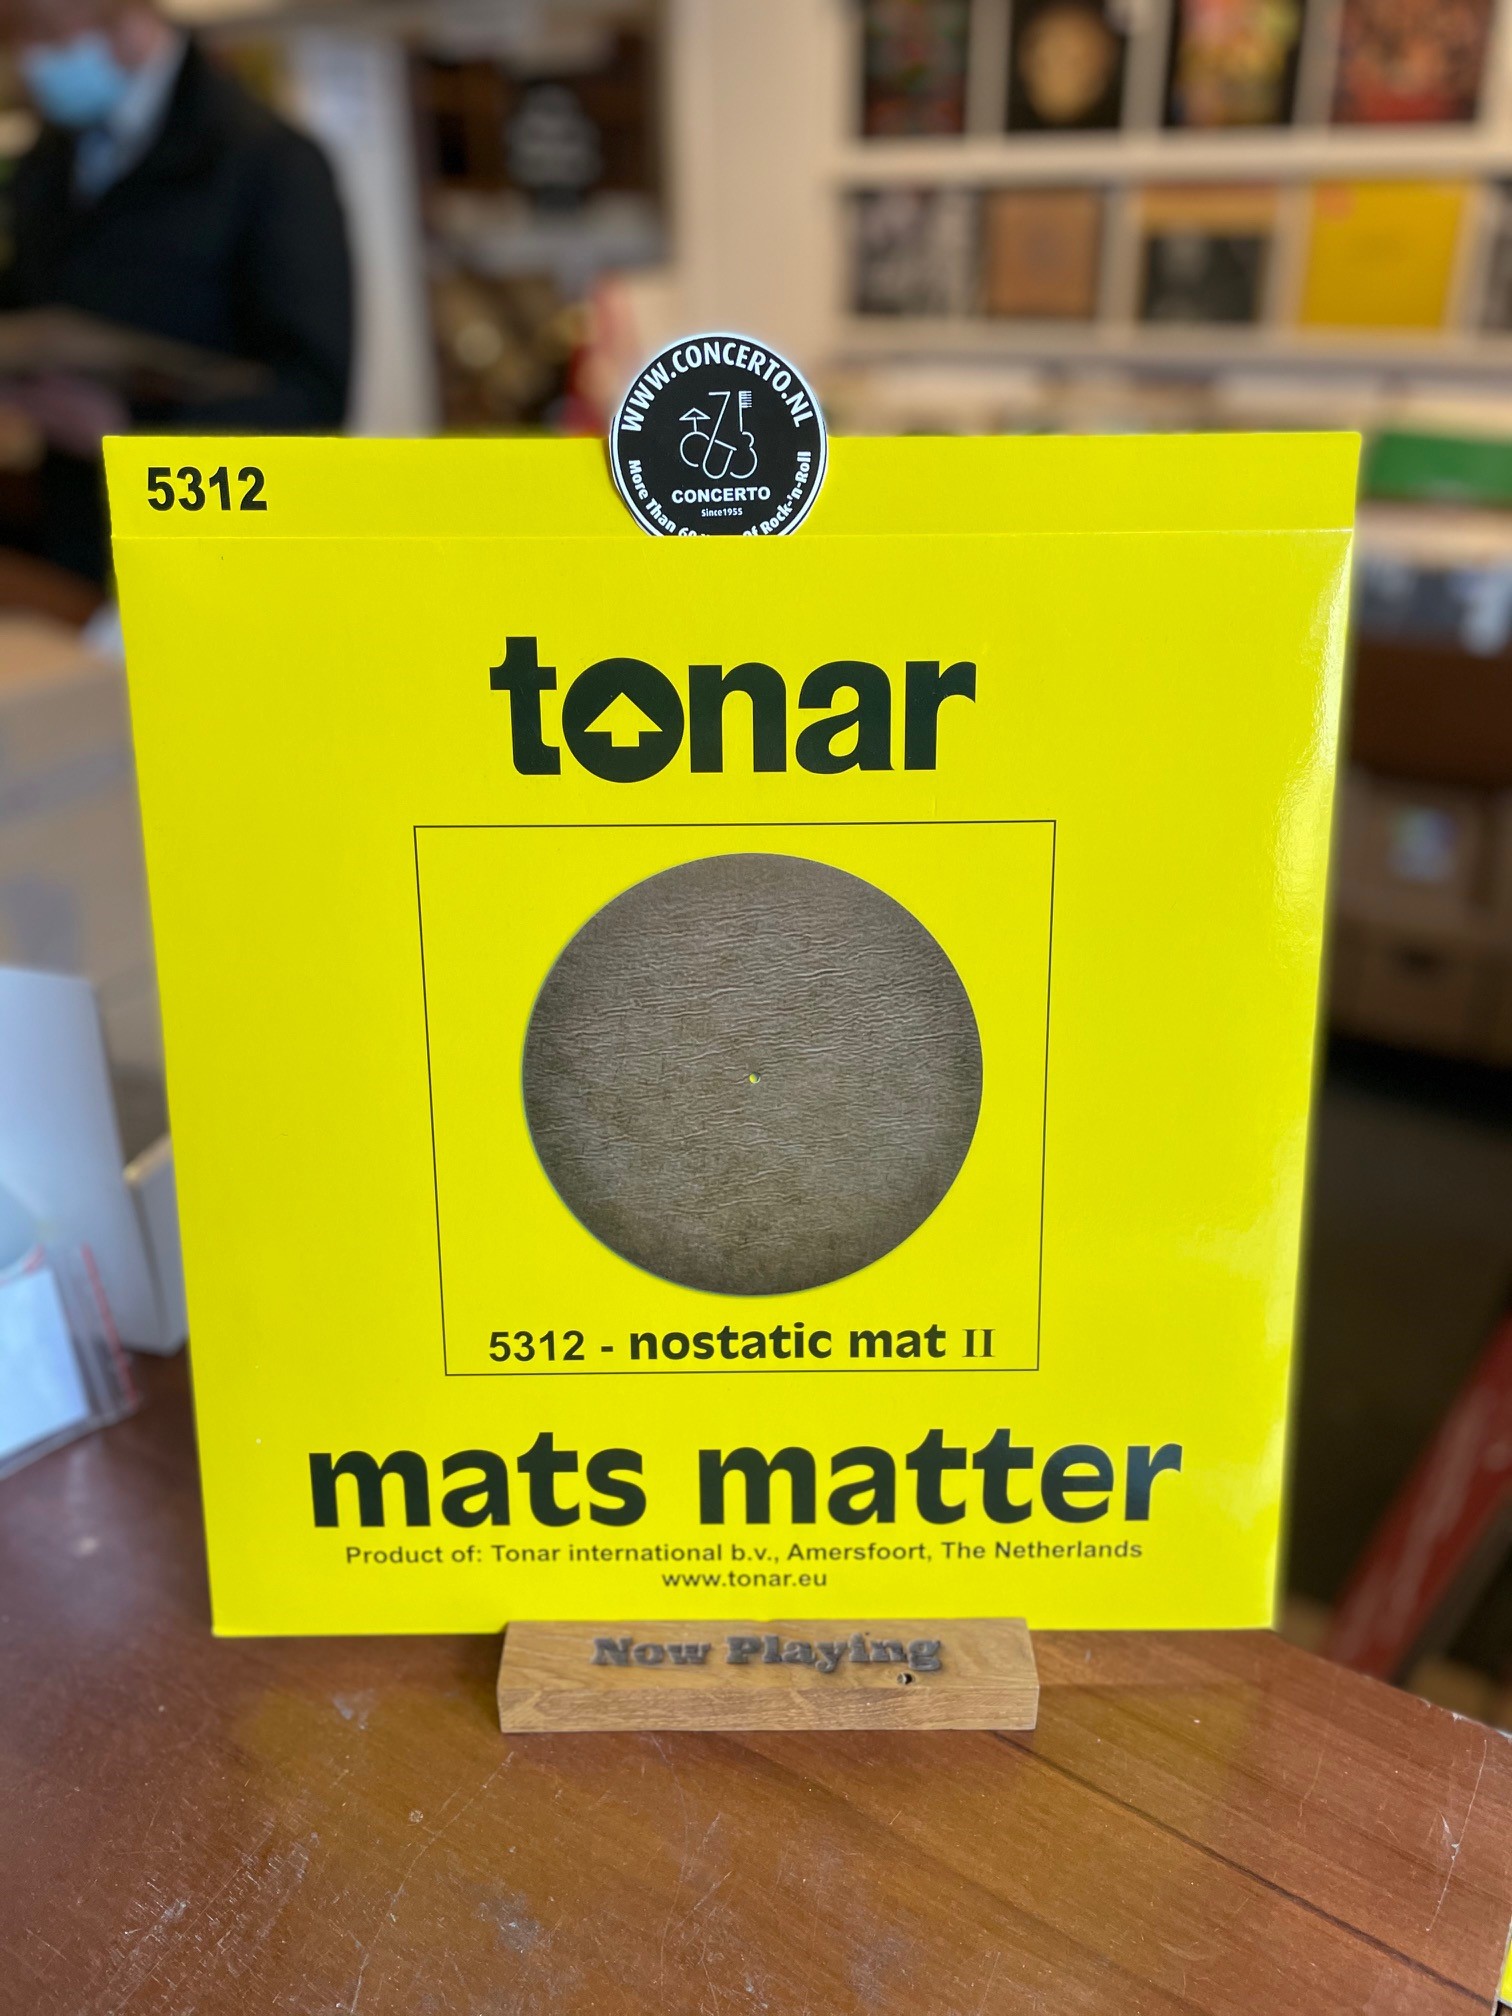 WWW.CONCERTO.NL
CONCERTO
Since1955
More Than 60 of Rock-'n-Roll
5312
tonar
5312 - nostatic mat II
mats matter
Product of: Tonar international b.v., Amersfoort, The Netherlands
www.tonar.eu
Now Playing